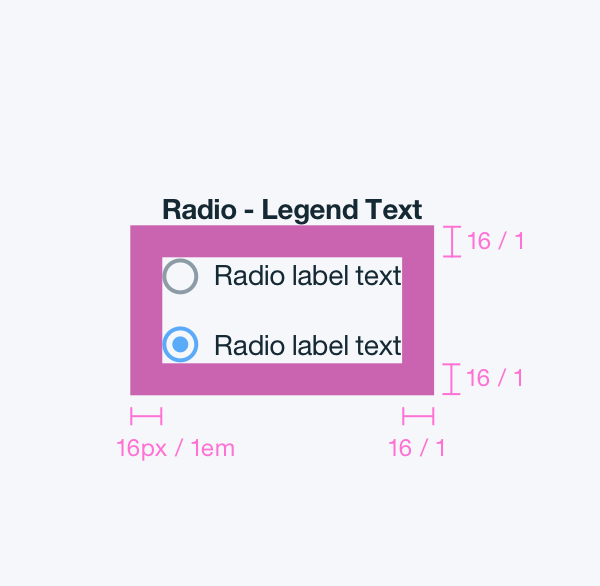 Radio - Legend Text
16 / 1
Radio label text
Radio label text
16 / 1
16px / 1em
16 / 1